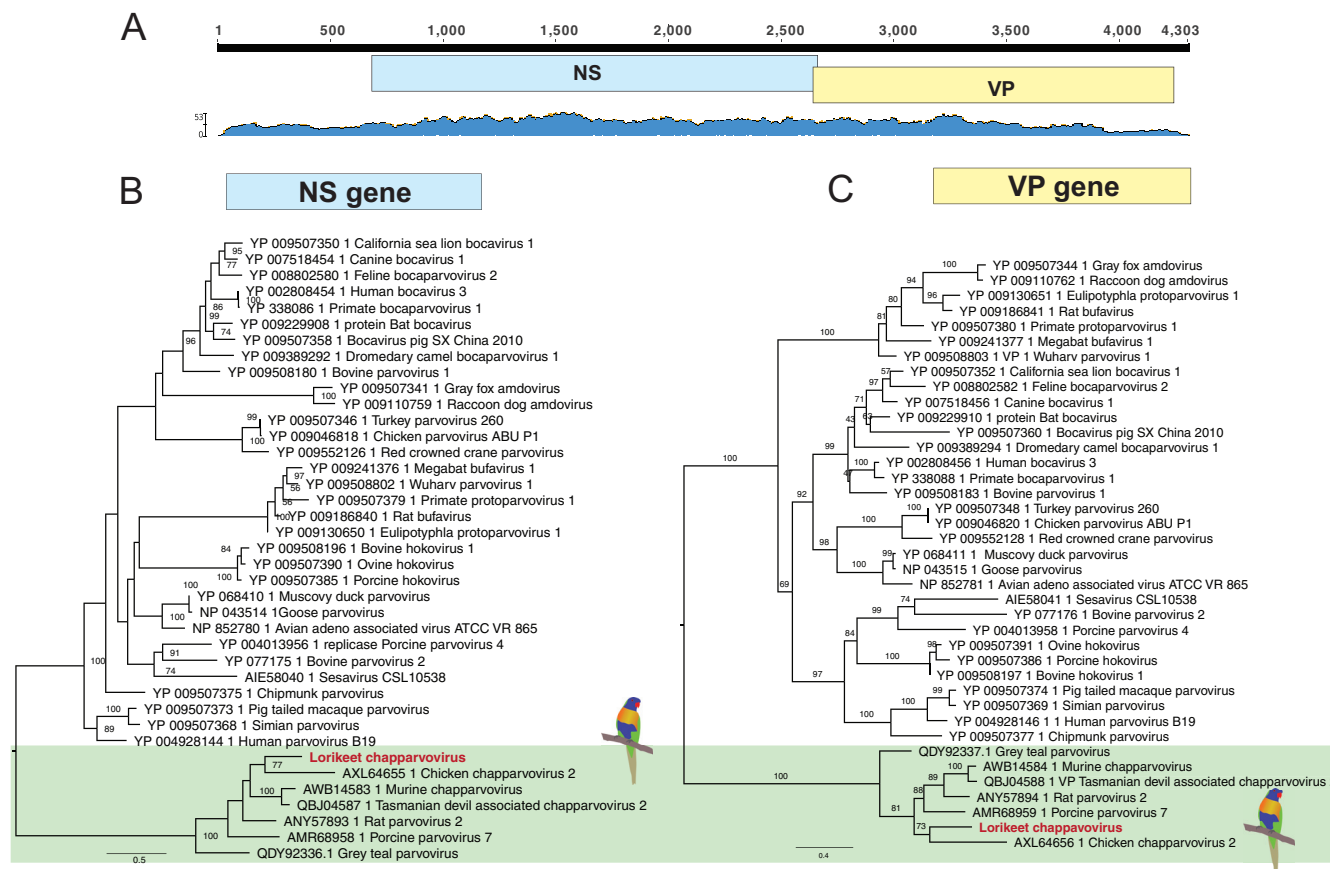 A
1 500 1,000 1,500 2,000 2,500 3,000 3,500 4,000 4,303
NS
VP
53
0
B
NS gene
YP 009507350 1 California sea lion bocavirus 1
95
YP 007518454 1 Canine bocavirus 1
77
YP 008802580 1 Feline bocaparvovirus 2
YP 002808454 1 Human bocavirus 3
100
YP 338086 1 Primate bocaparvovirus 1
86
99
YP 009229908 1 protein Bat bocavirus
74
YP 009507358 1 Bocavirus pig SX China 2010
96
YP 009389292 1 Dromedary camel bocaparvovirus 1
YP 009508180 1 Bovine parvovirus 1
YP 009507341 1 Gray fox amdovirus
100
YP 009110759 1 Raccoon dog amdovirus
99
YP 009507346 1 Turkey parvovirus 260
100
YP 009046818 1 Chicken parvovirus ABU P1
YP 009552126 1 Red crowned crane parvovirus
YP 009241376 1 Megabat bufavirus 1
97
YP 009508802 1 Wuharv parvovirus 1
56
YP 009507379 1 Primate protoparvovirus 1
56
100
YP 009186840 1 Rat bufavirus
YP 009130650 1 Eulipotyphla protoparvovirus 1
84
YP 009508196 1 Bovine hokovirus 1
YP 009507390 1 Ovine hokovirus
100
YP 009507385 1 Porcine hokovirus
100
YP 068410 1 Muscovy duck parvovirus
NP 043514 1Goose parvovirus
100
NP 852780 1 Avian adeno associated virus ATCC VR 865
YP 004013956 1 replicase Porcine parvovirus 4
91
YP 077175 1 Bovine parvovirus 2
100
74
AIE58040 1 Sesavirus CSL10538
YP 009507375 1 Chipmunk parvovirus
100
YP 009507373 1 Pig tailed macaque parvovirus
89
YP 009507368 1 Simian parvovirus
YP 004928144 1 Human parvovirus B19
Lorikeet chapparvovirus
77
AXL64655 1 Chicken chapparvovirus 2
AWB14583 1 Murine chapparvovirus
100
QBJ04587 1 Tasmanian devil associated chapparvovirus 2
ANY57893 1 Rat parvovirus 2
100
AMR68958 1 Porcine parvovirus 7
QDY92336.1 Grey teal parvovirus
0.5
C
VP gene
100
YP 009507344 1 Gray fox amdovirus
94
YP 009110762 1 Raccoon dog amdovirus
96
YP 009130651 1 Eulipotyphla protoparvovirus 1
80
YP 009186841 1 Rat bufavirus
81
YP 009507380 1 Primate protoparvovirus 1
100
YP 009241377 1 Megabat bufavirus 1
YP 009508803 1 VP 1 Wuharv parvovirus 1
57
YP 009507352 1 California sea lion bocavirus 1
97
YP 008802582 1 Feline bocaparvovirus 2
71
YP 007518456 1 Canine bocavirus 1
63
YP 009229910 1 protein Bat bocavirus
43
YP 009507360 1 Bocavirus pig SX China 2010
99
YP 009389294 1 Dromedary camel bocaparvovirus 1
100
YP 002808456 1 Human bocavirus 3
YP 338088 1 Primate bocaparvovirus 1
YP 009508183 1 Bovine parvovirus 1
100
92
100
YP 009507348 1 Turkey parvovirus 260
100
YP 009046820 1 Chicken parvovirus ABU P1
YP 009552128 1 Red crowned crane parvovirus
98
99
YP 068411 1 Muscovy duck parvovirus
100
NP 043515 1 Goose parvovirus
NP 852781 1 Avian adeno associated virus ATCC VR 865
69
74
AIE58041 1 Sesavirus CSL10538
99
YP 077176 1 Bovine parvovirus 2
YP 004013958 1 Porcine parvovirus 4
84
98
YP 009507391 1 Ovine hokovirus
100
YP 009507386 1 Porcine hokovirus
YP 009508197 1 Bovine hokovirus 1
97
99
YP 009507374 1 Pig tailed macaque parvovirus
YP 009507369 1 Simian parvovirus
100
YP 004928146 1 1 Human parvovirus B19
YP 009507377 1 Chipmunk parvovirus
QDY92337.1 Grey teal parvovirus
100
AWB14584 1 Murine chapparvovirus
100
89
QBJ04588 1 VP Tasmanian devil associated chapparvovirus
88
ANY57894 1 Rat parvovirus 2
81
AMR68959 1 Porcine parvovirus 7
73
Lorikeet chappavovirus
AXL64656 1 Chicken chapparvovirus 2
0.4